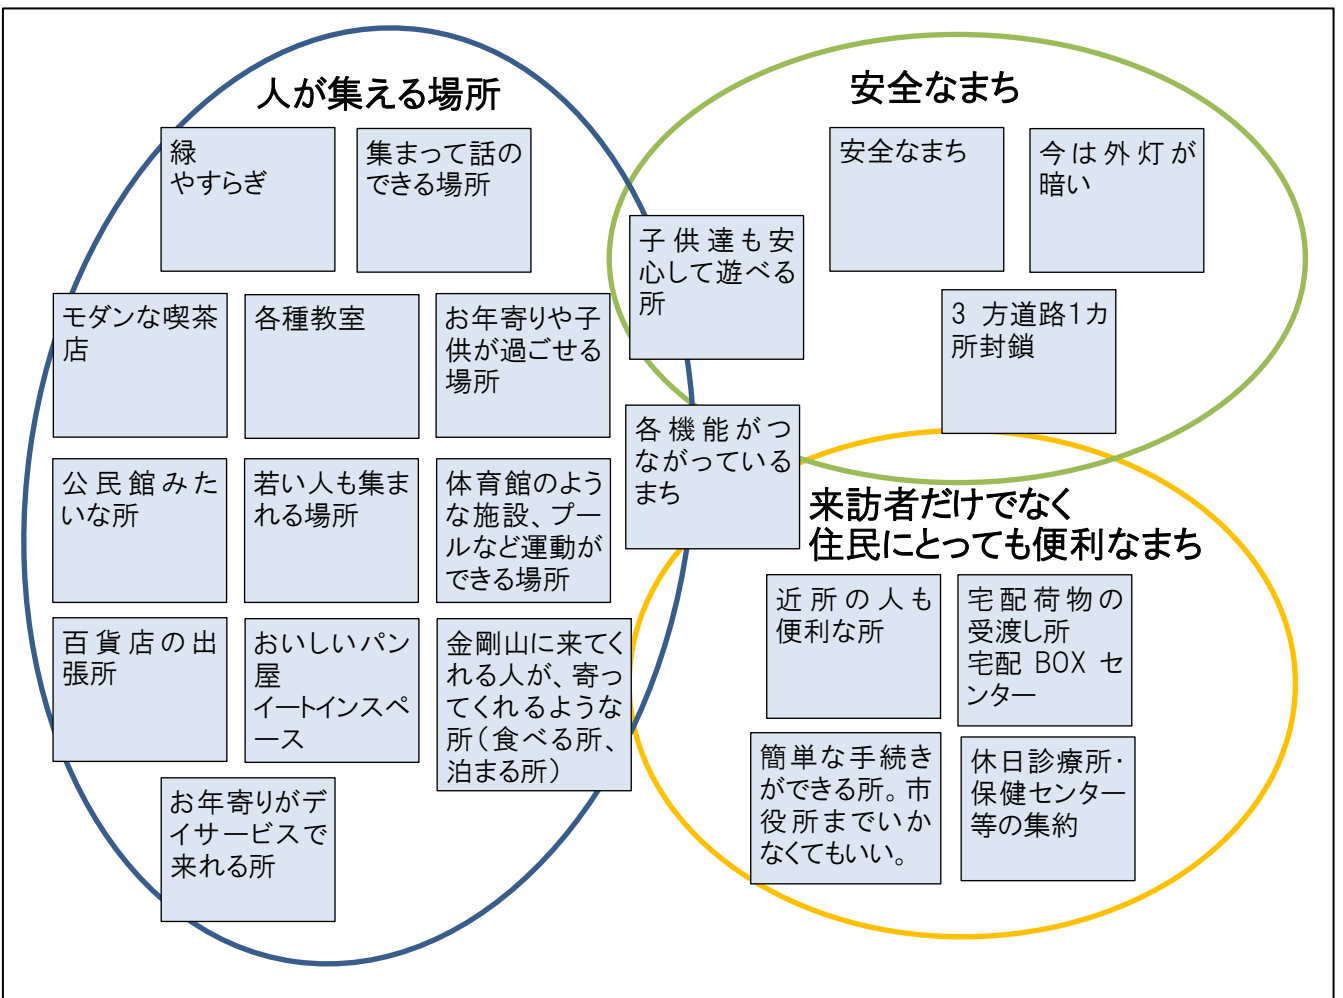 人が集える場所
緑
やすらぎ
集まって話の
できる場所
モダンな喫茶
店
各種教室
お年寄りや子
供が過ごせる
場所
公民館みた
いな所
若い人も集ま
れる場所
体育館のよう
な施設、プー
ルなど運動が
できる場所
百貨店の出
張所
おいしいパン
屋
イートインスペ
ース
金剛山に来てく
れる人が、寄っ
てくれるような
所(食べる所、
泊まる所)
お年寄りがデ
イサービスで
来れる所
子供達も安
心して遊べる
所
各機能がつ
ながっている
まち
安全なまち
安全なまち
今は外灯が
暗い
3 方道路1カ
所封鎖
来訪者だけでなく
住民にとっても便利なまち
近所の人も
便利な所
宅配荷物の
受渡し所
宅配 BOX セ
ンター
簡単な手続き
ができる所。市
役所までいか
なくてもいい。
休日診療所・
保健センター
等の集約